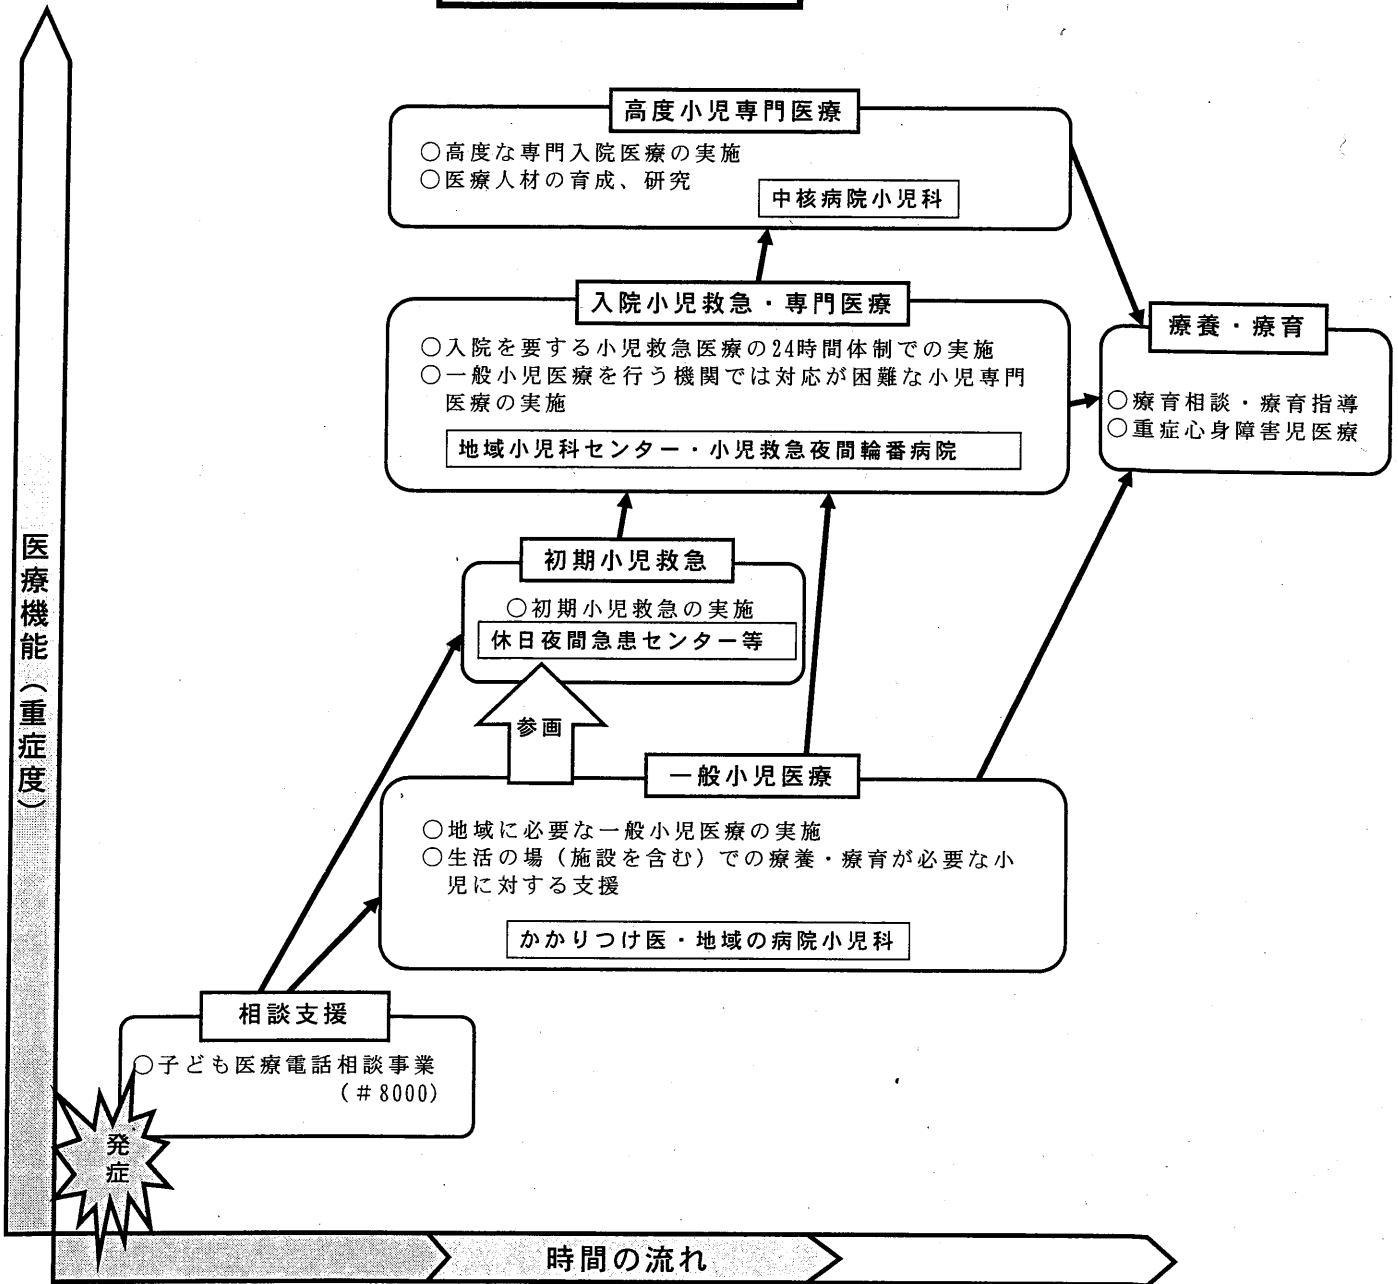 高度小児専門医療
○高度な専門入院医療の実施
○医療人材の育成、研究
中核病院小児科
入院小児救急・専門医療
○入院を要する小児救急医療の24時間体制での実施
○一般小児医療を行う機関では対応が困難な小児専門
医療の実施
地域小児科センター・小児救急夜間輪番病院
療養・療育
○療育相談・療育指導
○重症心身障害児医療
初期小児救急
○初期小児救急の実施
休日夜間急患センター等
参画
一般小児医療
○地域に必要な一般小児医療の実施
○生活の場（施設を含む）での療養・療育が必要な小
児に対する支援
かかりつけ医・地域の病院小児科
相談支援
○子ども医療電話相談事業
（＃8000）
発症
医療機能（重症度）
時間の流れ